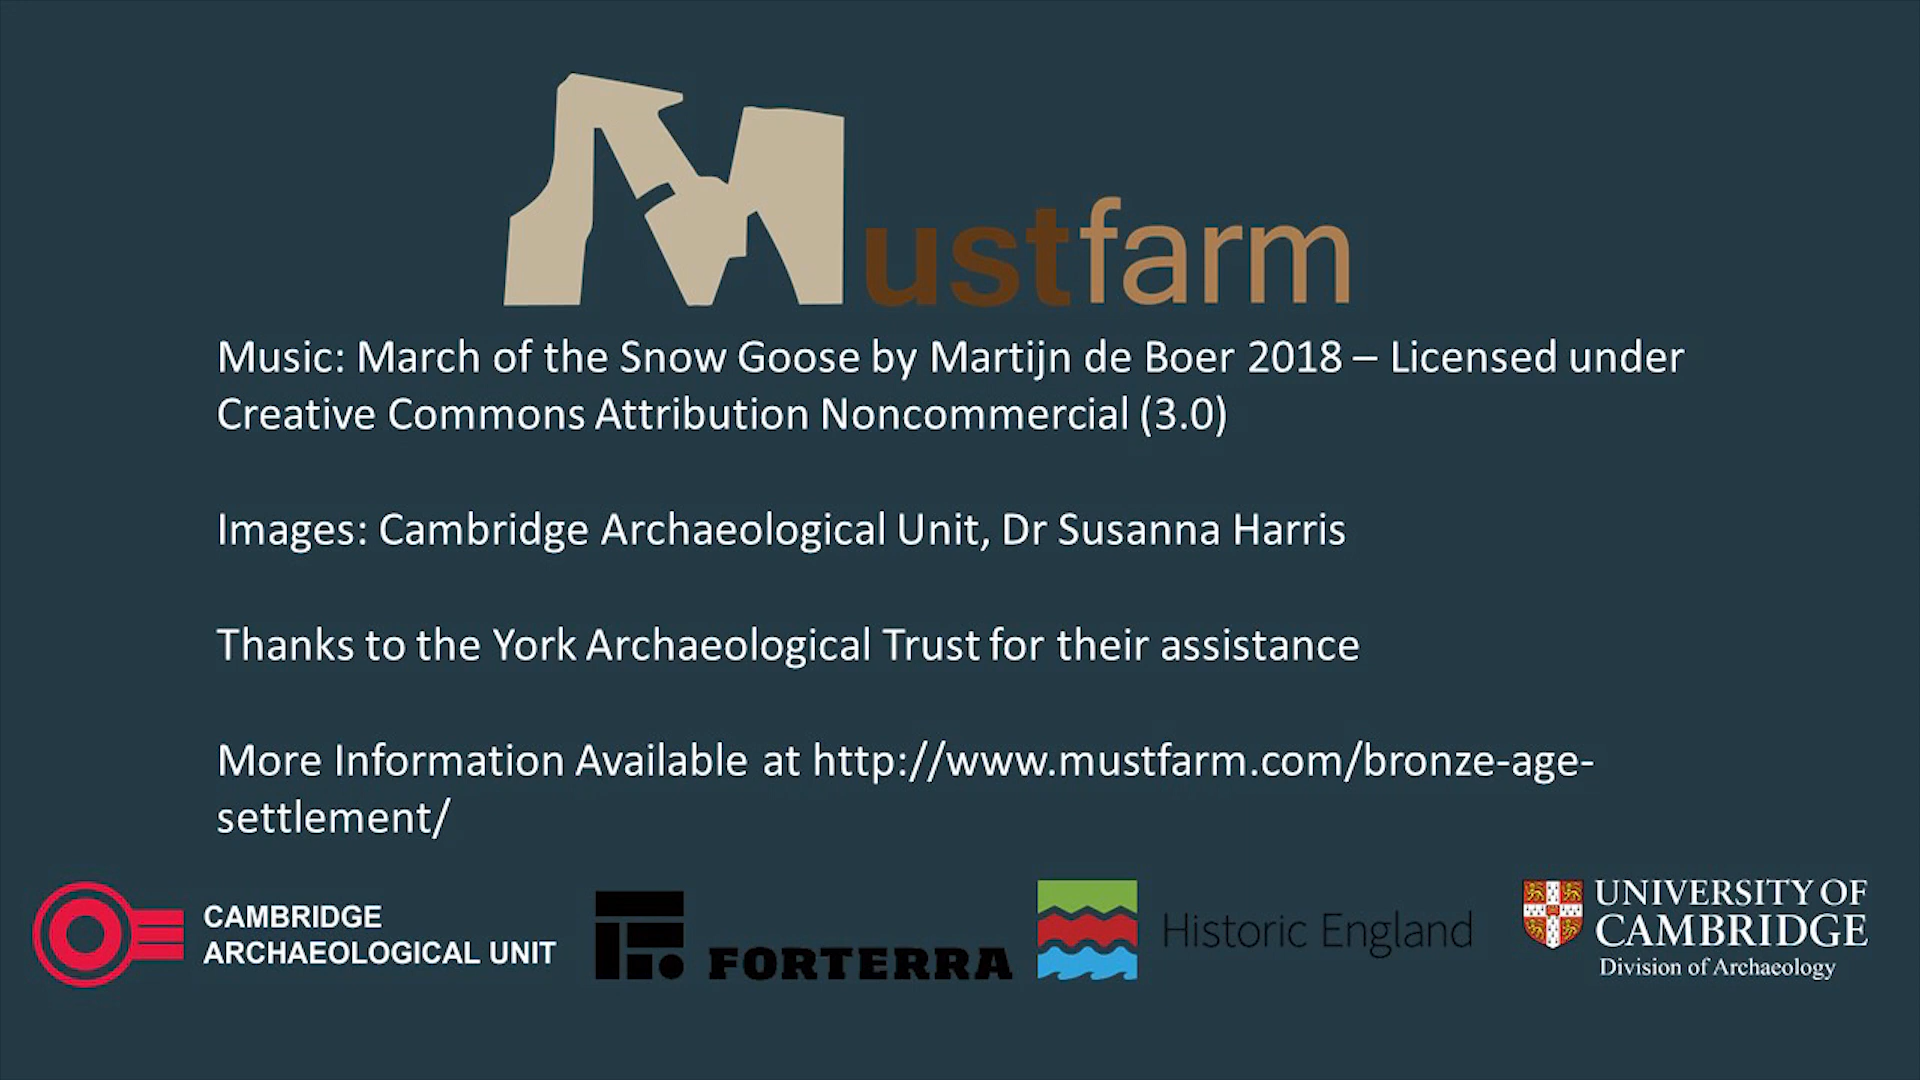 Mustfarm
Music: March of the Snow Goose by Martijn de Boer 2018 – Licensed under
Creative Commons Attribution Noncommercial (3.0)
Images: Cambridge Archaeological Unit, Dr Susanna Harris
Thanks to the York Archaeological Trust for their assistance
More Information Available at http://www.mustfarm.com/bronze-age-
settlement/
CAMBRIDGE
ARCHAEOLOGICAL UNIT
FORTERRA
Historic England
UNIVERSITY OF
CAMBRIDGE
Division of Archaeology